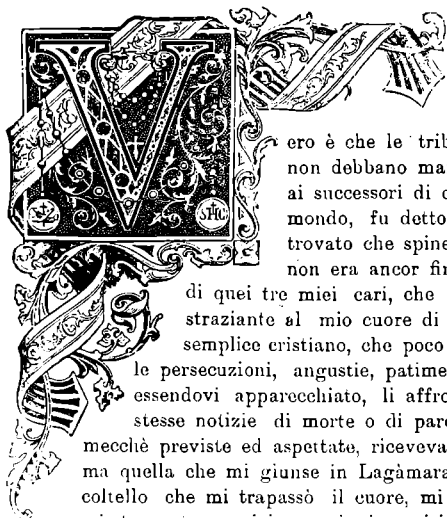 Vero è che le trib
non debbano ma
ai successori di c
mondo, fu detto
trovato che spine
non era ancor fin
di quei tre miei cari, che
straziante al mio cuore di
semplice cristiano, che poco
le persecuzioni, angustie, patime
essendovi apparecchiato, li affro
stesse notizie di morte o di pare
mecchè previste ed aspettate, riceveva
ma quella che mi giunse in Lagàmara
coltello che mi trapassò il cuore, mi